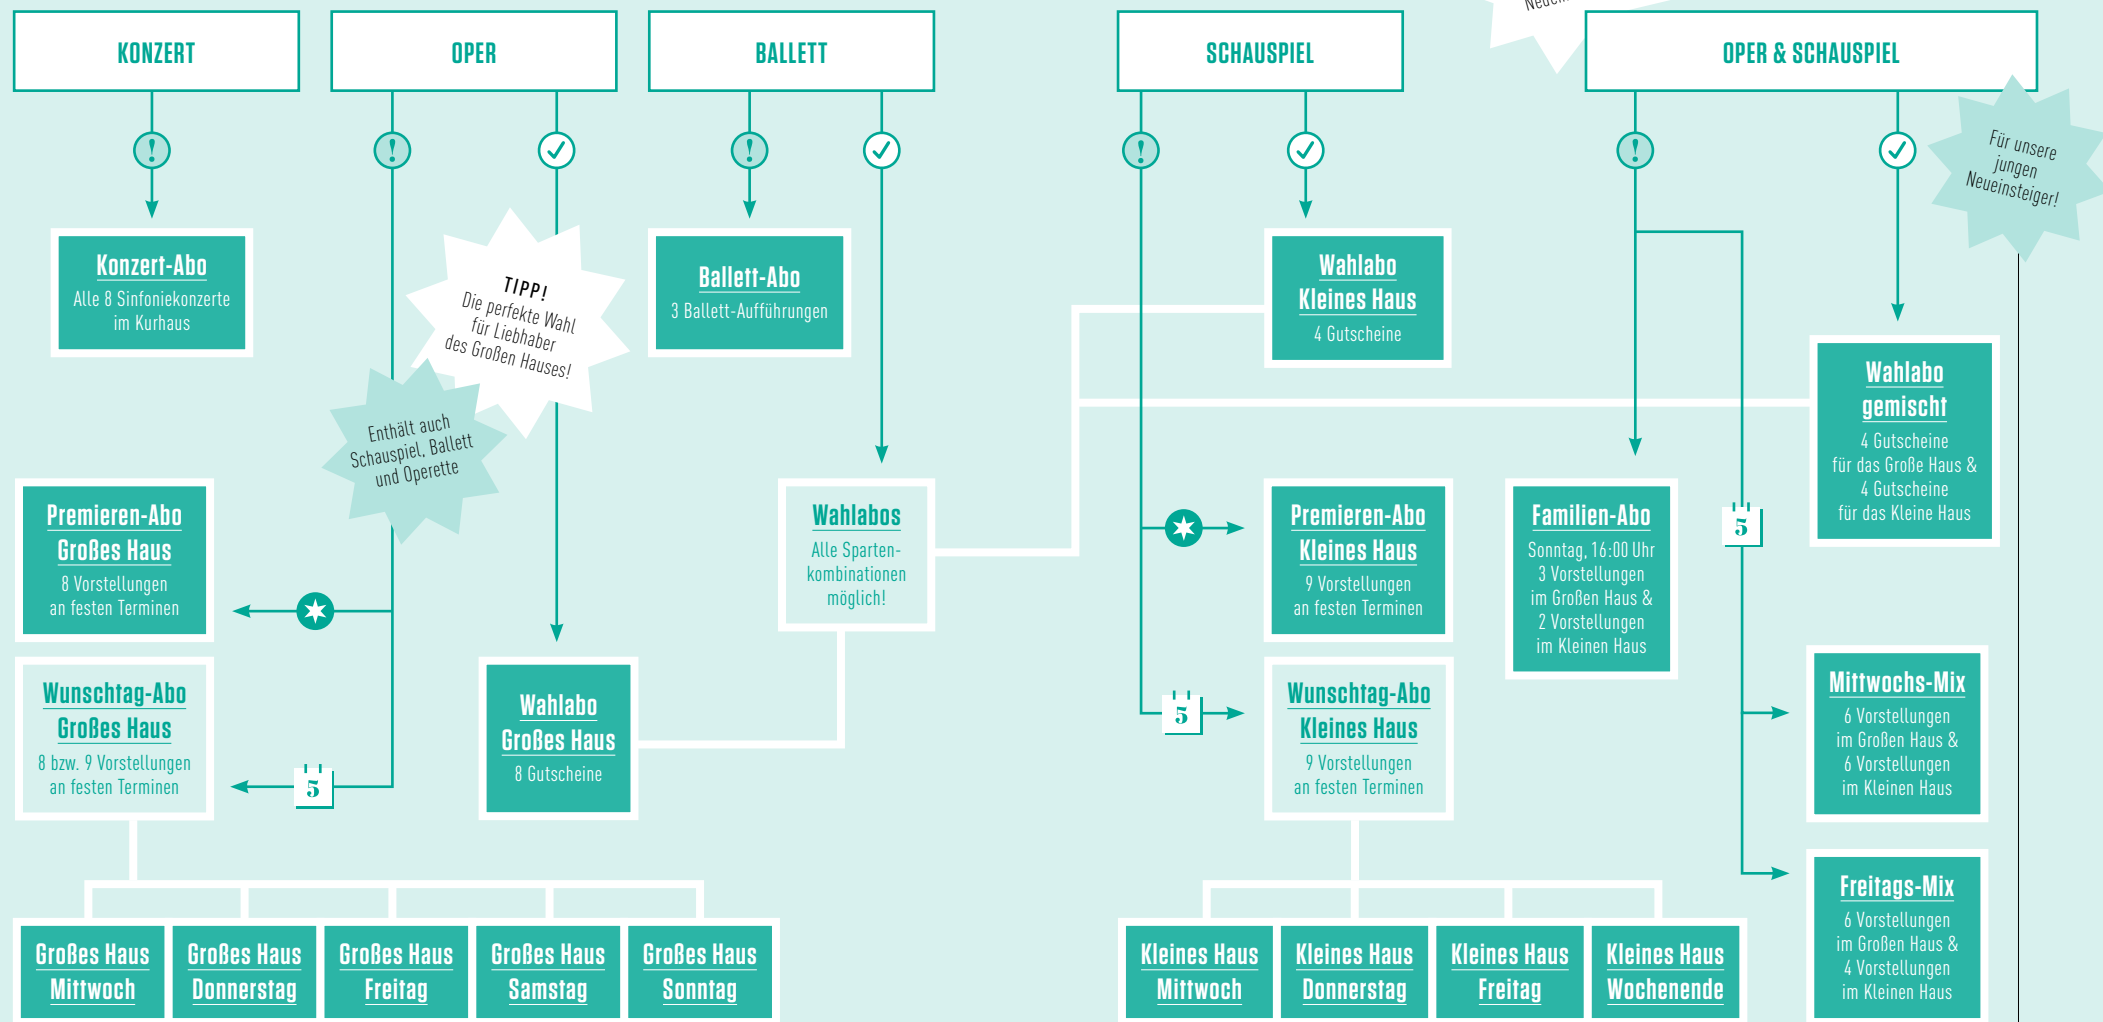 KONZERT
OPER
BALLETT
SCHAUSPIEL
OPER & SCHAUSPIEL
Für unsere
jungen
Neueinsteiger!
Konzert-Abo
Alle 8 Sinfoniekonzerte
im Kurhaus
TIPP!
Die perfekte Wahl
für Liebhaber
des Großen Hauses!
Enthält auch
Schauspiel, Ballett
und Operette
Ballett-Abo
3 Ballett-Aufführungen
Wahlabo
Kleines Haus
4 Gutscheine
Wahlabo
gemischt
4 Gutscheine
für das Große Haus &
4 Gutscheine
für das Kleine Haus
Premieren-Abo
Großes Haus
8 Vorstellungen
an festen Terminen
Wahlabos
Alle Sparten-
kombinationen
möglich!
Premieren-Abo
Kleines Haus
9 Vorstellungen
an festen Terminen
Familien-Abo
Sonntag, 16:00 Uhr
3 Vorstellungen
im Großen Haus &
2 Vorstellungen
im Kleinen Haus
5
Wunschtag-Abo
Großes Haus
8 bzw. 9 Vorstellungen
an festen Terminen
5
Wahlabo
Großes Haus
8 Gutscheine
5
Wunschtag-Abo
Kleines Haus
9 Vorstellungen
an festen Terminen
Mittwochs-Mix
6 Vorstellungen
im Großen Haus &
6 Vorstellungen
im Kleinen Haus
Freitags-Mix
6 Vorstellungen
im Großen Haus &
4 Vorstellungen
im Kleinen Haus
Großes Haus
Mittwoch
Großes Haus
Donnerstag
Großes Haus
Freitag
Großes Haus
Samstag
Großes Haus
Sonntag
Kleines Haus
Mittwoch
Kleines Haus
Donnerstag
Kleines Haus
Freitag
Kleines Haus
Wochenende